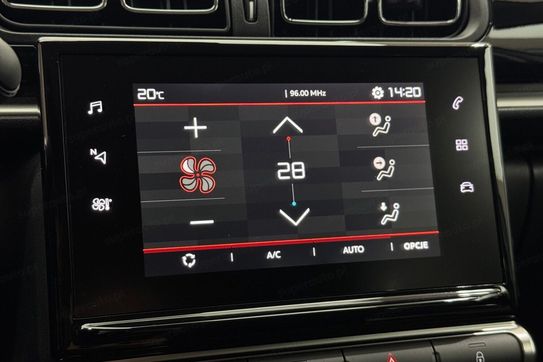 20°C
| 96.00 MHz
14:20
N
28
A/C
AUTO
OPCJE